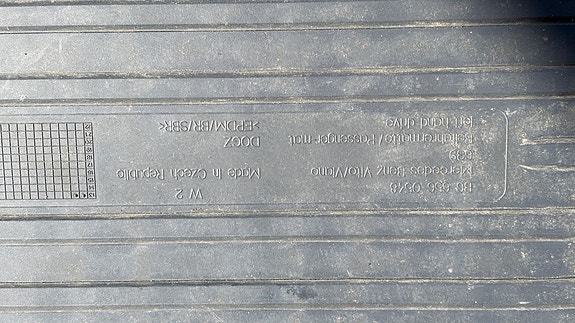 B6 656 0548
Mercedes Benz Vito/Viano
639
Beifahrermatte / Passenger mat
left hand drive
W 2
Made in Czech Republic
DOGZ
>EPDM/BR/SBR<